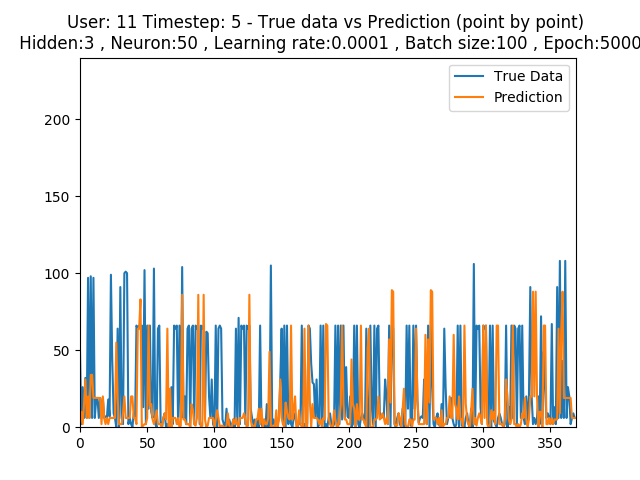 User: 11 Timestep: 5 - True data vs Prediction (point by point)
Hidden:3 , Neuron:50 , Learning rate:0.0001 , Batch size:100 , Epoch:5000
True Data
Prediction
200
150
100
50
0
0 50 100 150 200 250 300 350